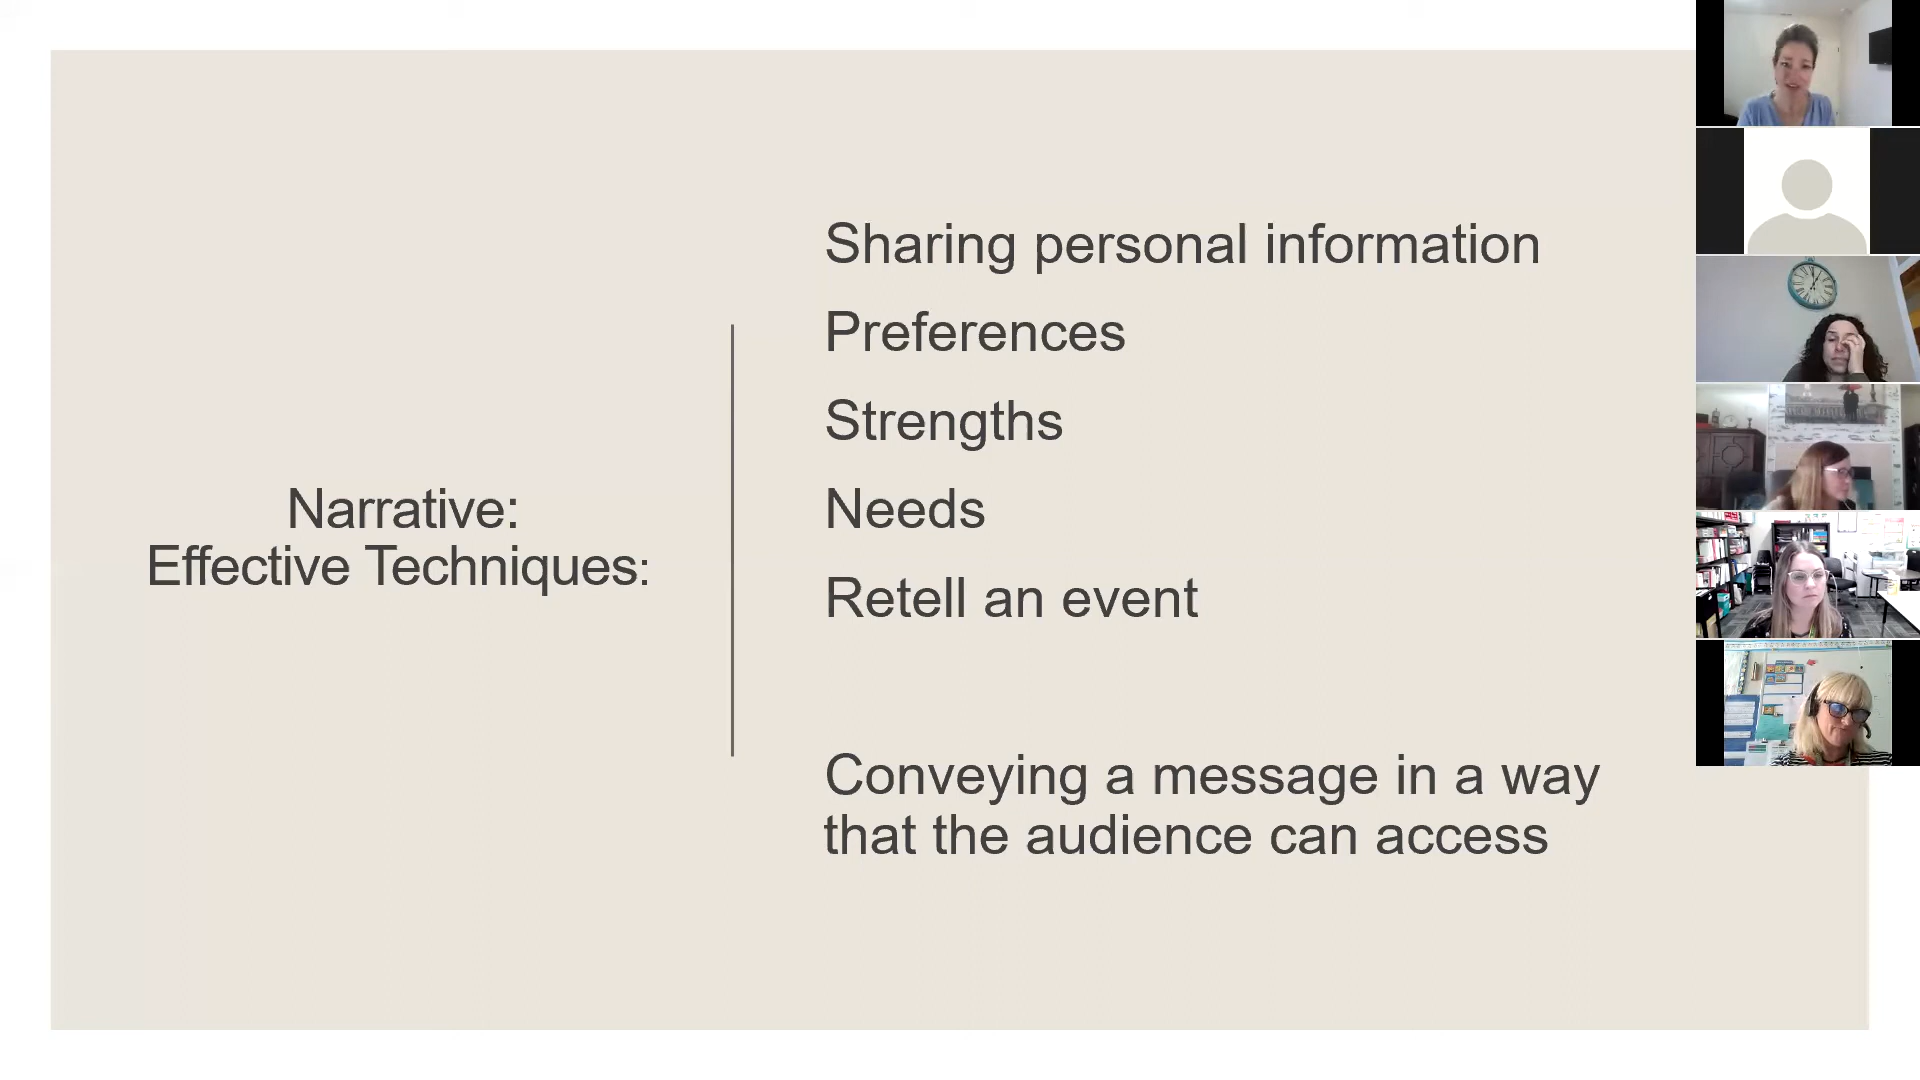 Narrative:
Effective Techniques:
Sharing personal information
Preferences
Strengths
Needs
Retell an event
Conveying a message in a way
that the audience can access